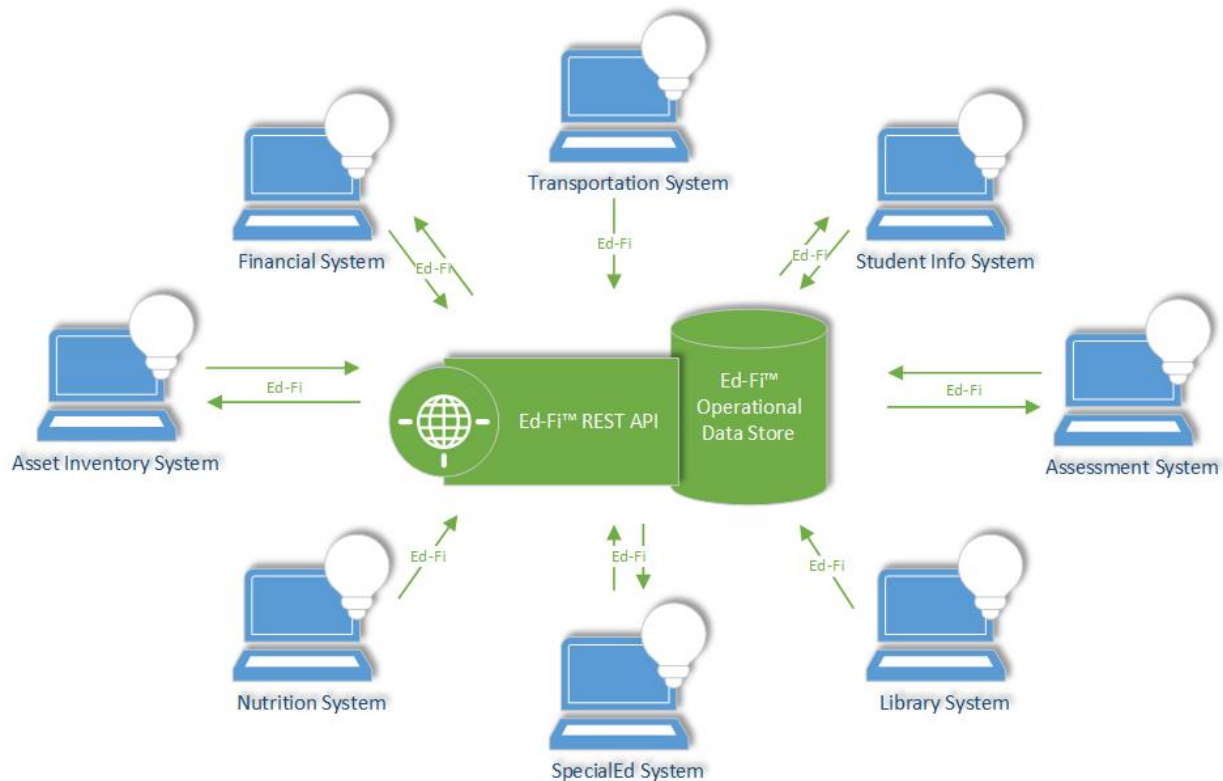 Transportation System
Financial System
Ed-Fi
Student Info System
Ed-Fi
Ed-Fi
Asset Inventory System
Ed-Fi
Ed-Fi™ REST API
Ed-Fi™
Operational
Data Store
Ed-Fi
Assessment System
Ed-Fi
Ed-Fi
Ed-Fi
Nutrition System
Library System
SpecialEd System